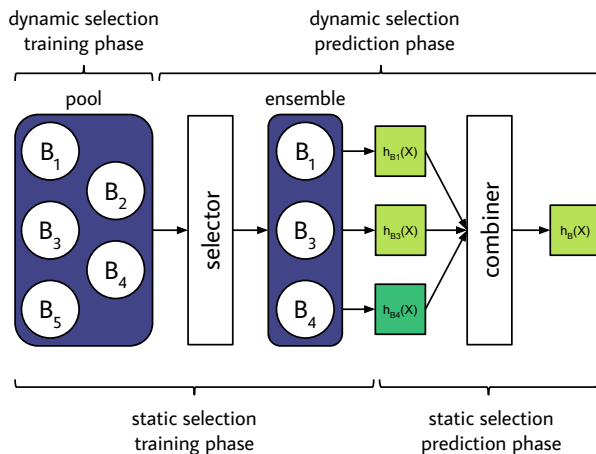 dynamic selection
training phase
dynamic selection
prediction phase
pool
ensemble
B1
B2
B3
B4
B5
selector
B1
B3
B4
hB1(X)
hB3(X)
hB4(X)
combiner
hB(X)
static selection
training phase
static selection
prediction phase